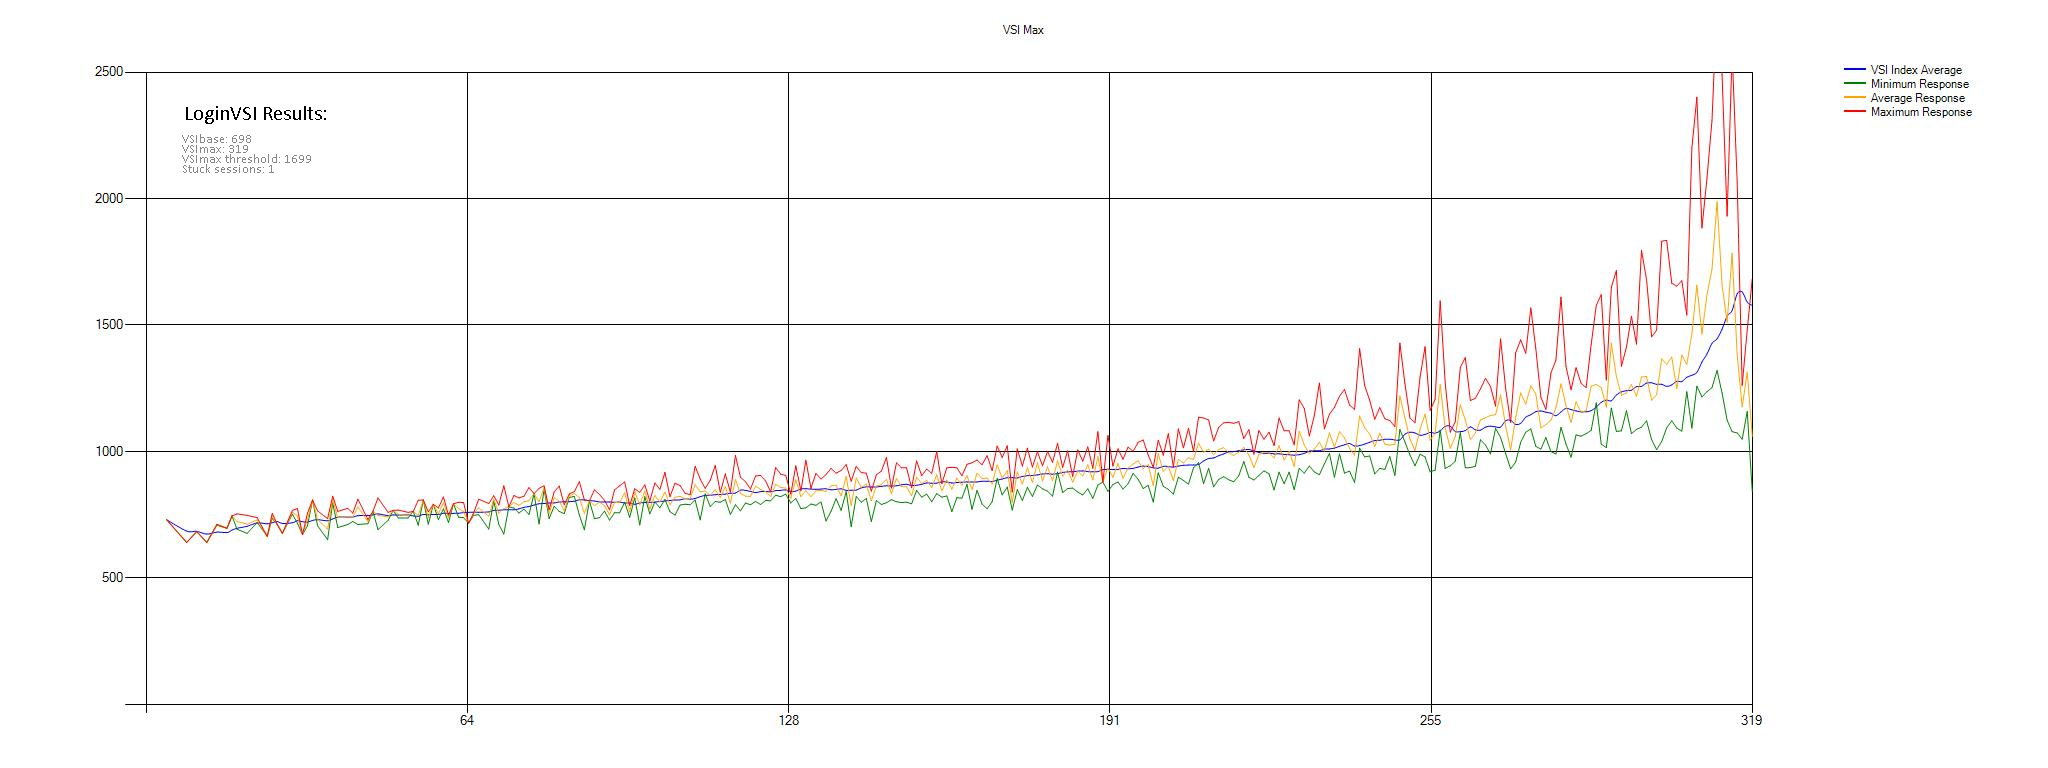 VSI Max
2500
2000
1500
1000
500
LoginVSI Results:
VSIbase: 698
VSImax: 319
VSImax threshold: 1699
Stuck sessions: 1
VSI Index Average
Minimum Response
Average Response
Maximum Response
64
128
191
255
319